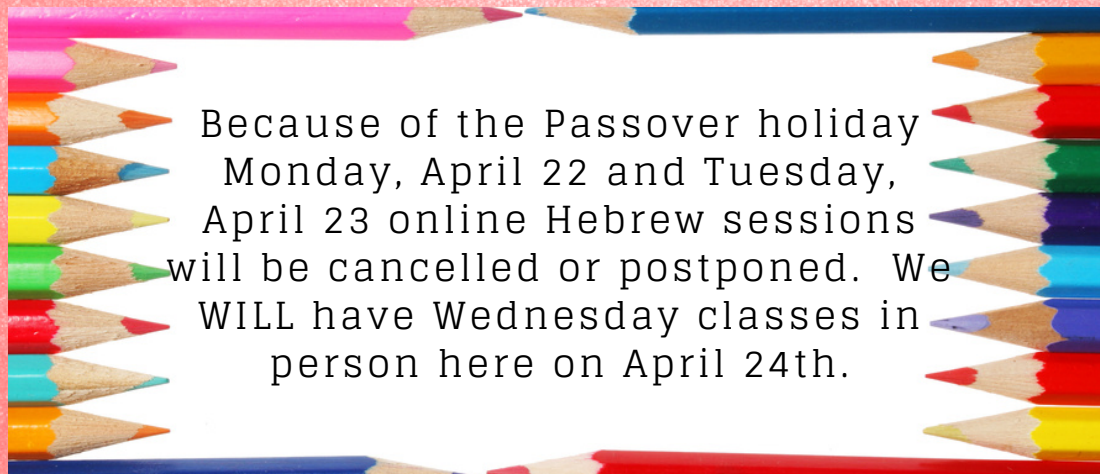 Because of the Passover holiday
Monday, April 22 and Tuesday,
April 23 online Hebrew sessions
will be cancelled or postponed.  We
WILL have Wednesday classes in
person here on April 24th.